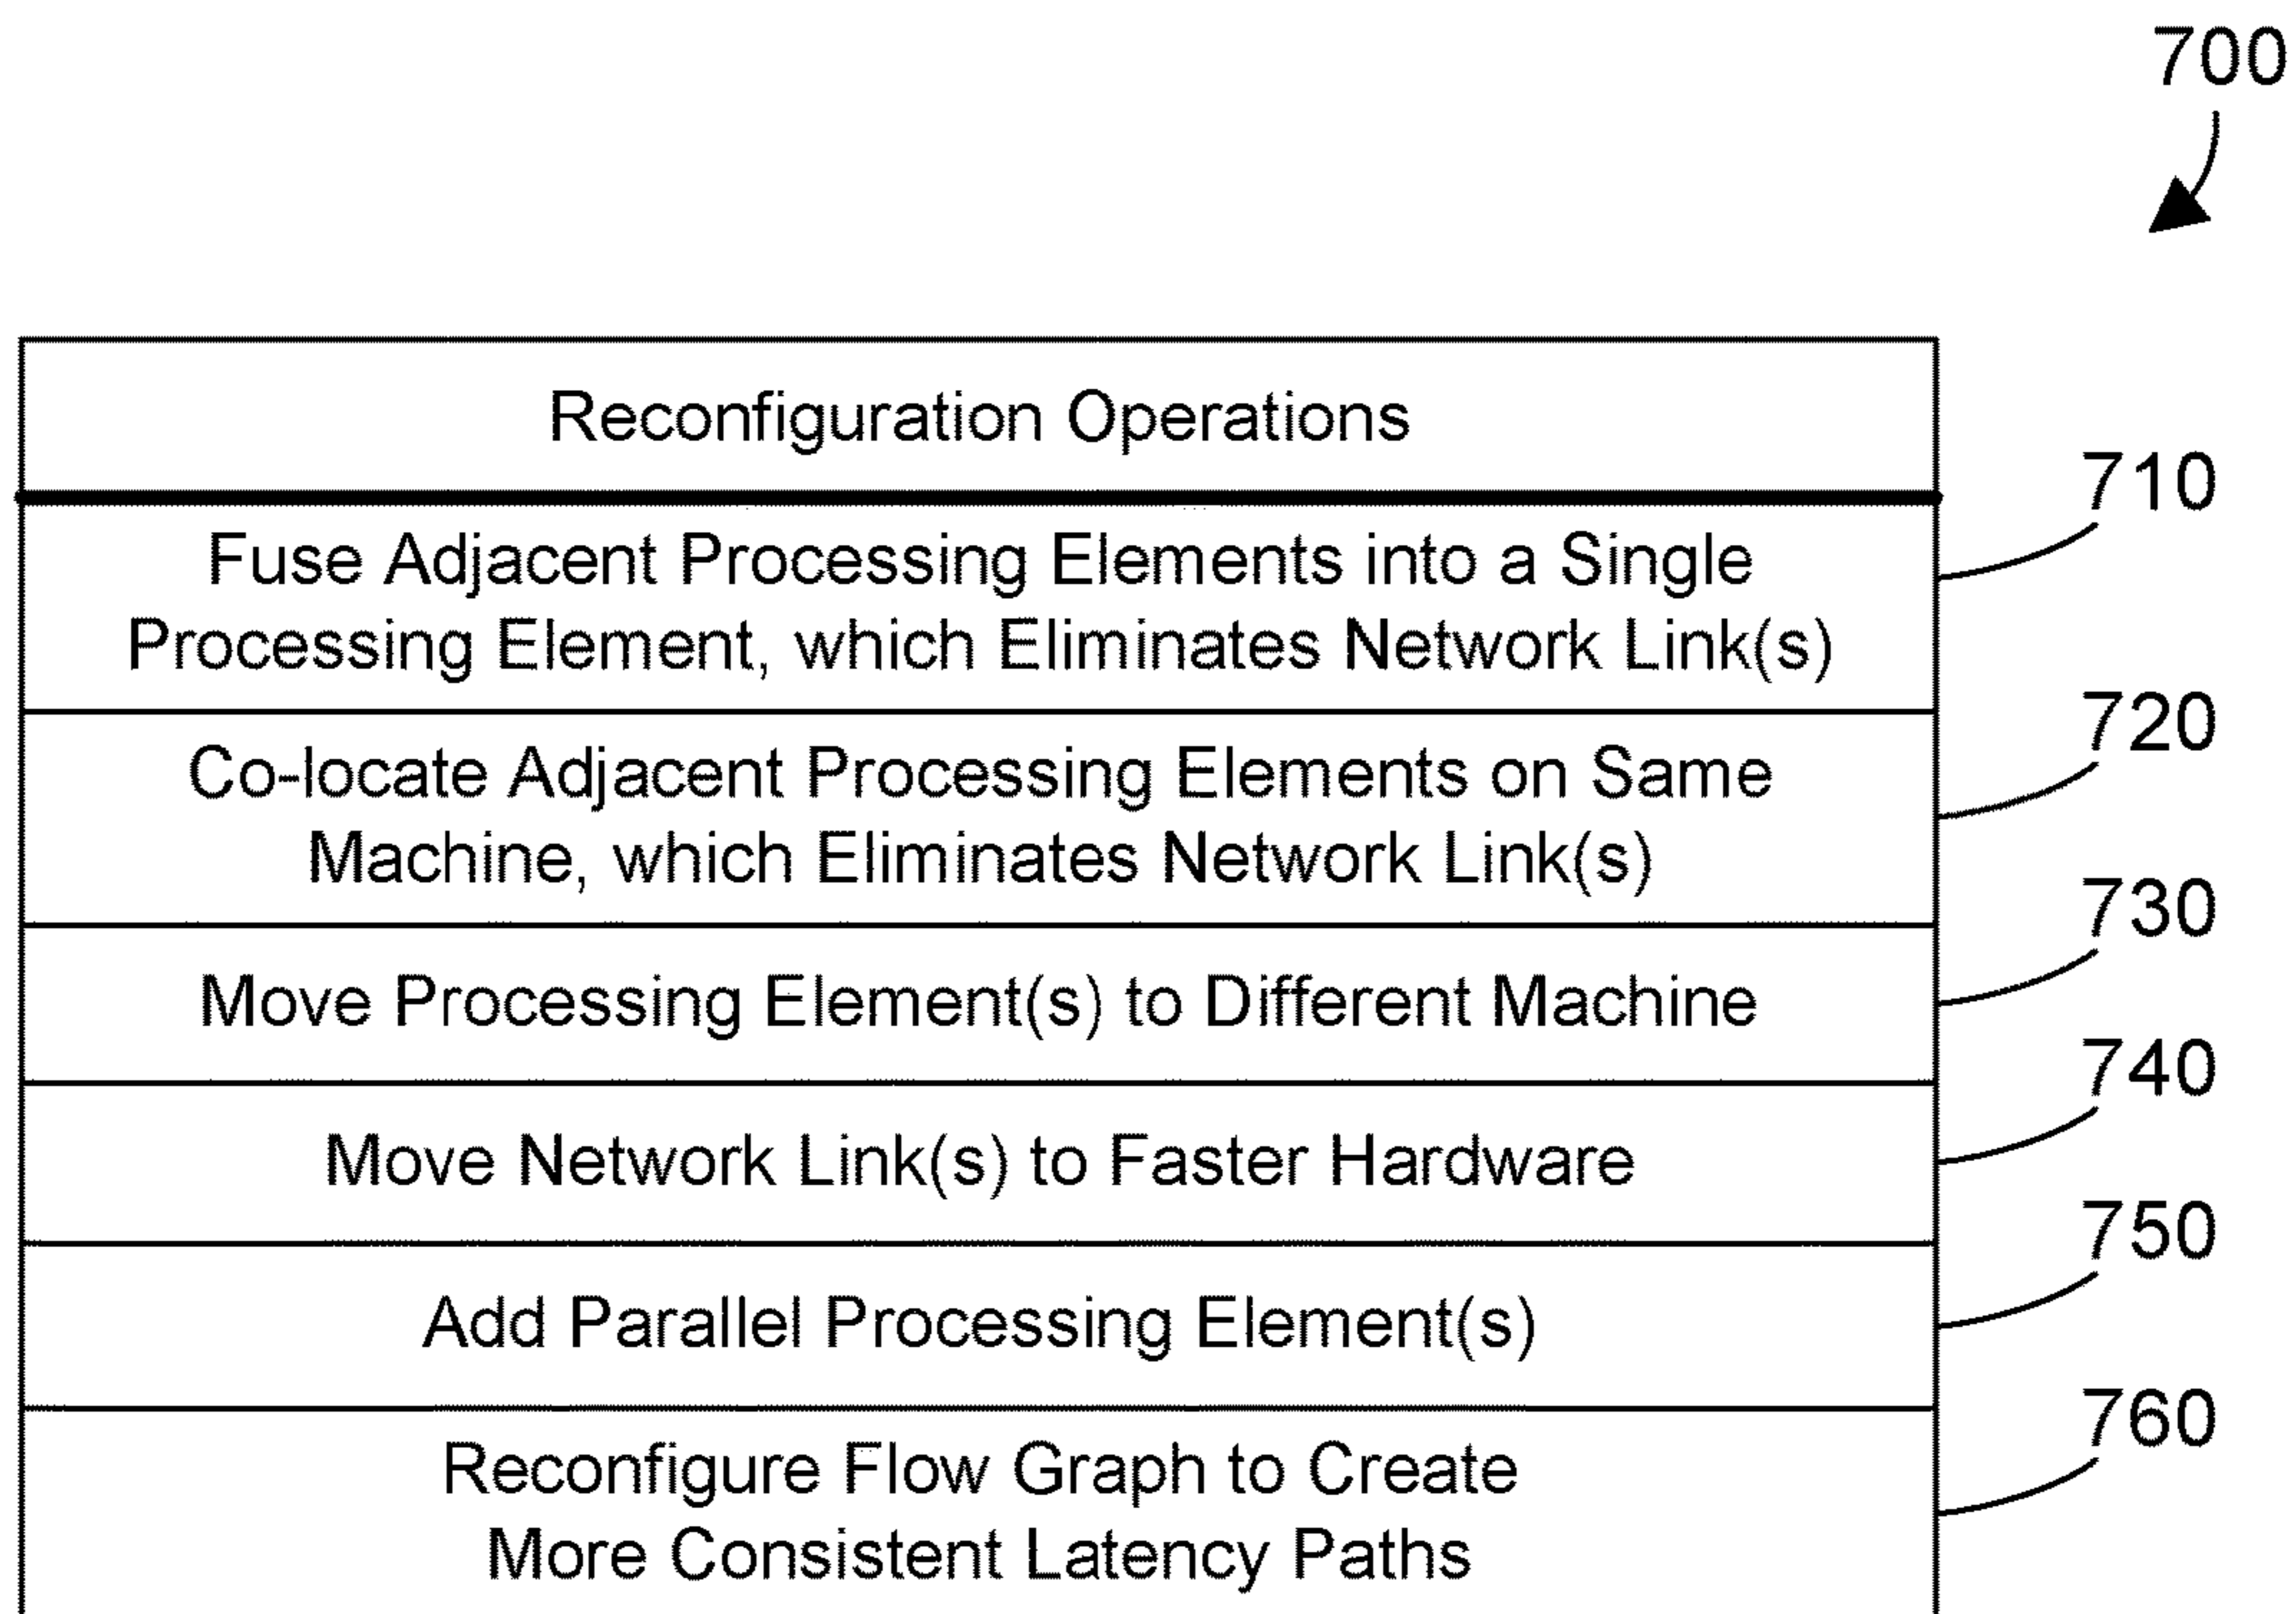 700
Reconfiguration Operations
710
Fuse Adjacent Processing Elements into a Single
Processing Element, which Eliminates Network Link(s)
720
Co-locate Adjacent Processing Elements on Same
Machine, which Eliminates Network Link(s)
730
Move Processing Element(s) to Different Machine
740
Move Network Link(s) to Faster Hardware
750
Add Parallel Processing Element(s)
760
Reconfigure Flow Graph to Create
More Consistent Latency Paths